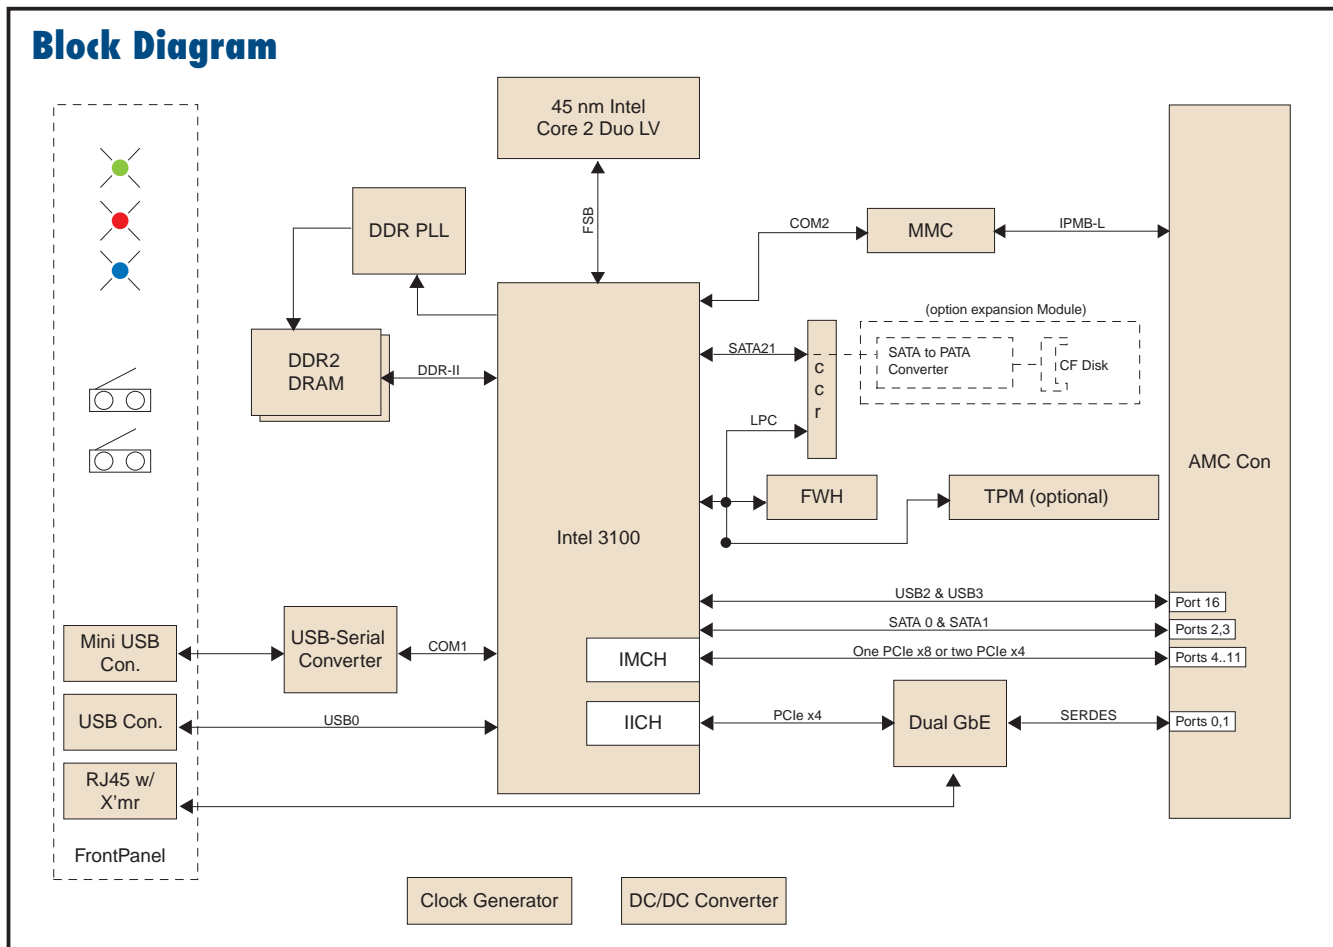 Block Diagram
45 nm Intel
Core 2 Duo LV
FSB
DDR PLL
COM2
MMC
IPMB-L
(option expansion Module)
DDR2
DRAM
DDR-II
SATA21
c
c
r
SATA to PATA
Converter
CF Disk
LPC
AMC Con
FWH
TPM (optional)
Intel 3100
USB2 & USB3
Port 16
SATA 0 & SATA1
Ports 2,3
Mini USB
Con.
USB-Serial
Converter
COM1
IMCH
One PCIe x8 or two PCIe x4
Ports 4..11
USB Con.
USB0
IICH
PCIe x4
Dual GbE
SERDES
Ports 0,1
RJ45 w/
X'mr
FrontPanel
Clock Generator
DC/DC Converter